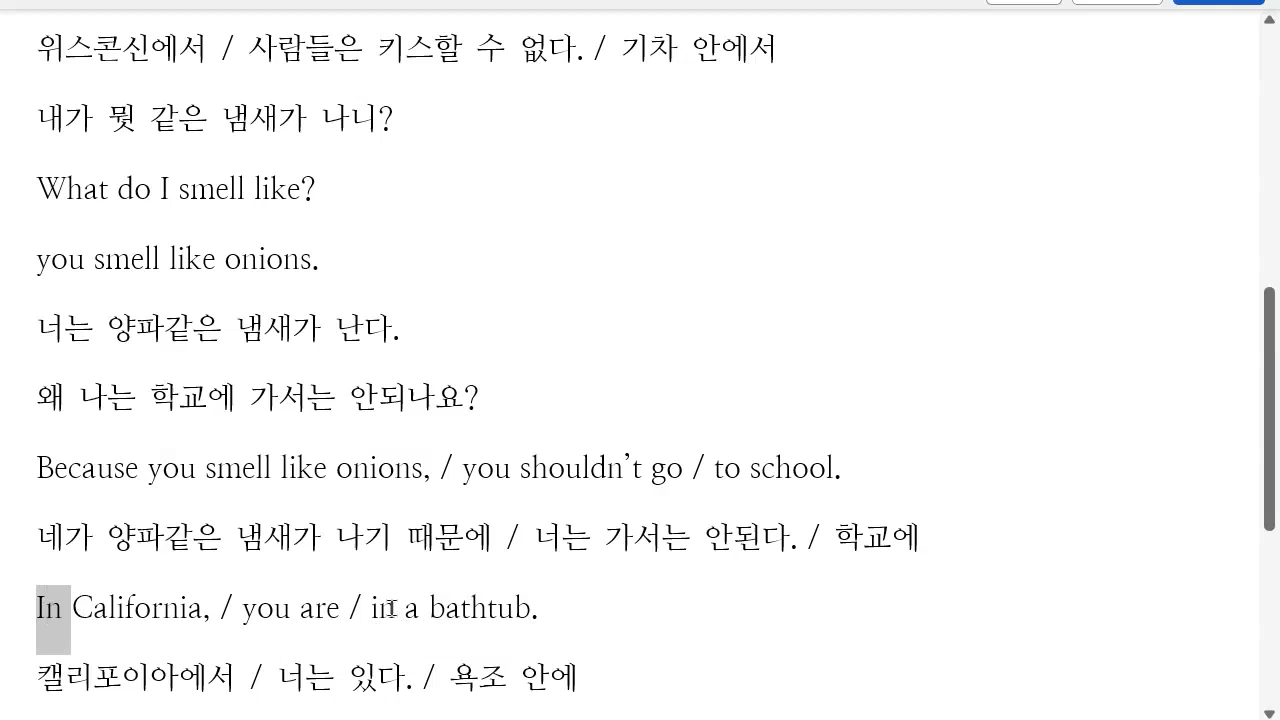 위스콘신에서 / 사람들은 키스할 수 없다. / 기차 안에서
내가 뭣 같은 냄새가 나니?
What do I smell like?
you smell like onions.
너는 양파같은 냄새가 난다.
왜 나는 학교에 가서는 안되나요?
Because you smell like onions, / you shouldn’t go / to school.
네가 양파같은 냄새가 나기 때문에 / 너는 가서는 안된다. / 학교에
In California, / you are / in a bathtub.
캘리포이아에서 / 너는 있다. / 욕조 안에